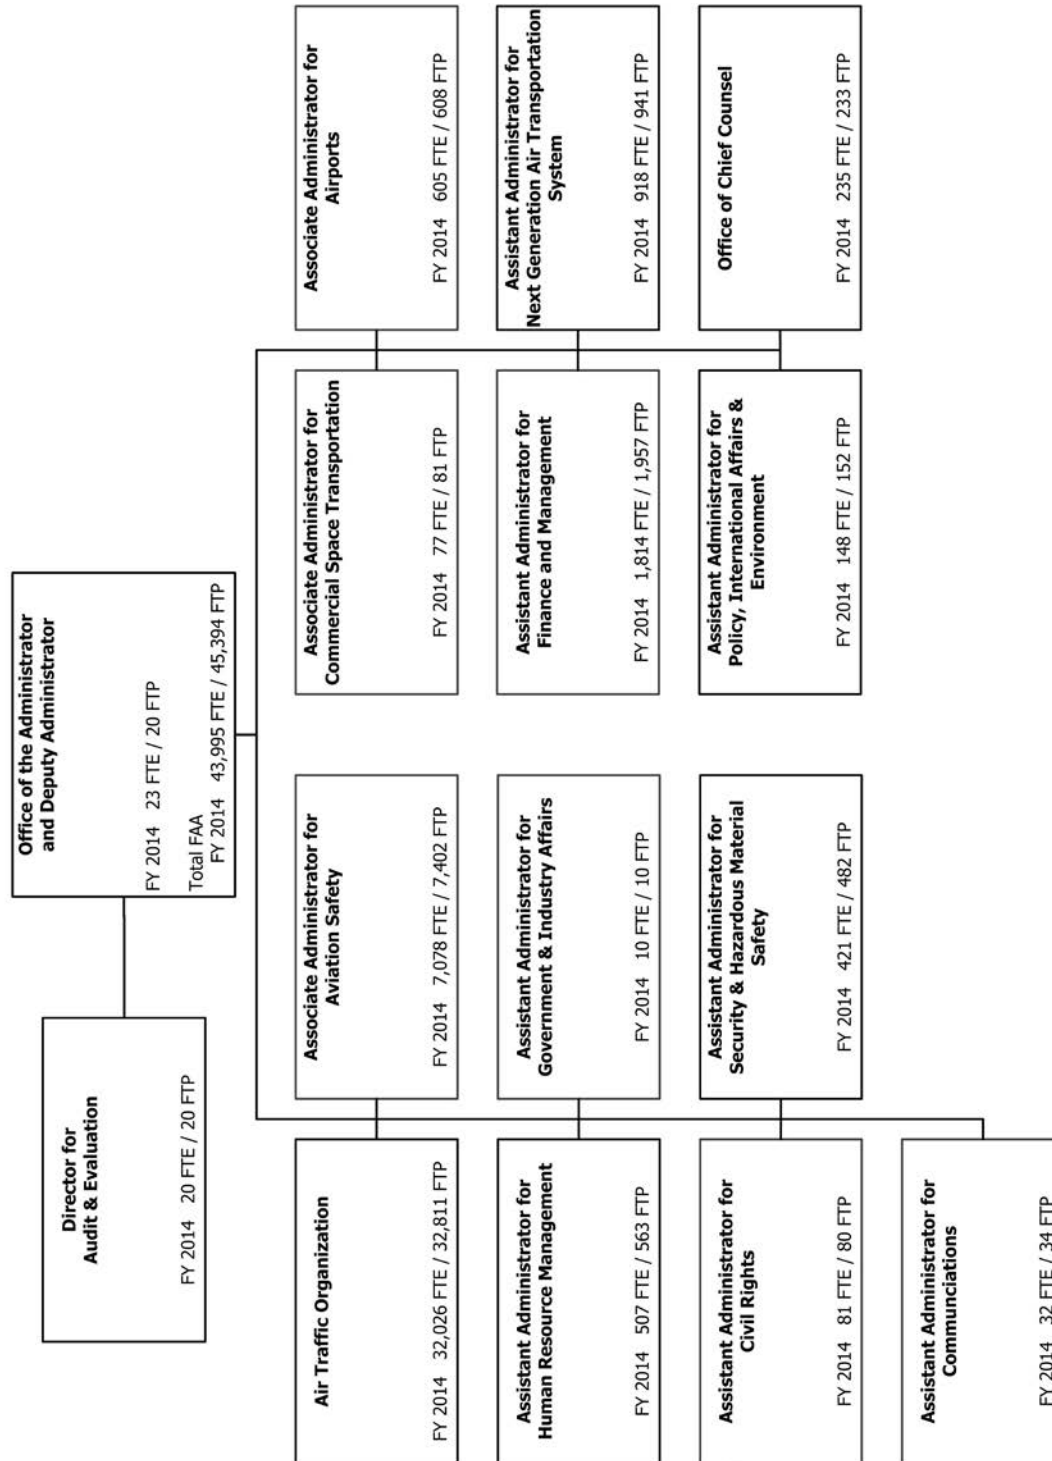 Office of the Administrator
and Deputy Administrator
FY 2014 23 FTE / 20 FTP
Total FAA
FY 2014 43,995 FTE / 45,394 FTP
Director for
Audit & Evaluation
FY 2014 20 FTE / 20 FTP
Air Traffic Organization
FY 2014 32,026 FTE / 32,811 FTP
Associate Administrator for
Aviation Safety
FY 2014 7,078 FTE / 7,402 FTP
Associate Administrator for
Commercial Space Transportation
FY 2014 77 FTE / 81 FTP
Associate Administrator for
Airports
FY 2014 605 FTE / 608 FTP
Assistant Administrator for
Human Resource Management
FY 2014 507 FTE / 563 FTP
Assistant Administrator for
Government & Industry Affairs
FY 2014 10 FTE / 10 FTP
Assistant Administrator for
Finance and Management
FY 2014 1,814 FTE / 1,957 FTP
Assistant Administrator for
Next Generation Air Transportation
System
FY 2014 918 FTE / 941 FTP
Assistant Administrator for
Civil Rights
FY 2014 81 FTE / 80 FTP
Assistant Administrator for
Security & Hazardous Material
Safety
FY 2014 421 FTE / 482 FTP
Assistant Administrator for
Policy, International Affairs &
Environment
FY 2014 148 FTE / 152 FTP
Office of Chief Counsel
FY 2014 235 FTE / 233 FTP
Assistant Administrator for
Communciations
FY 2014 32 FTE / 34 FTP